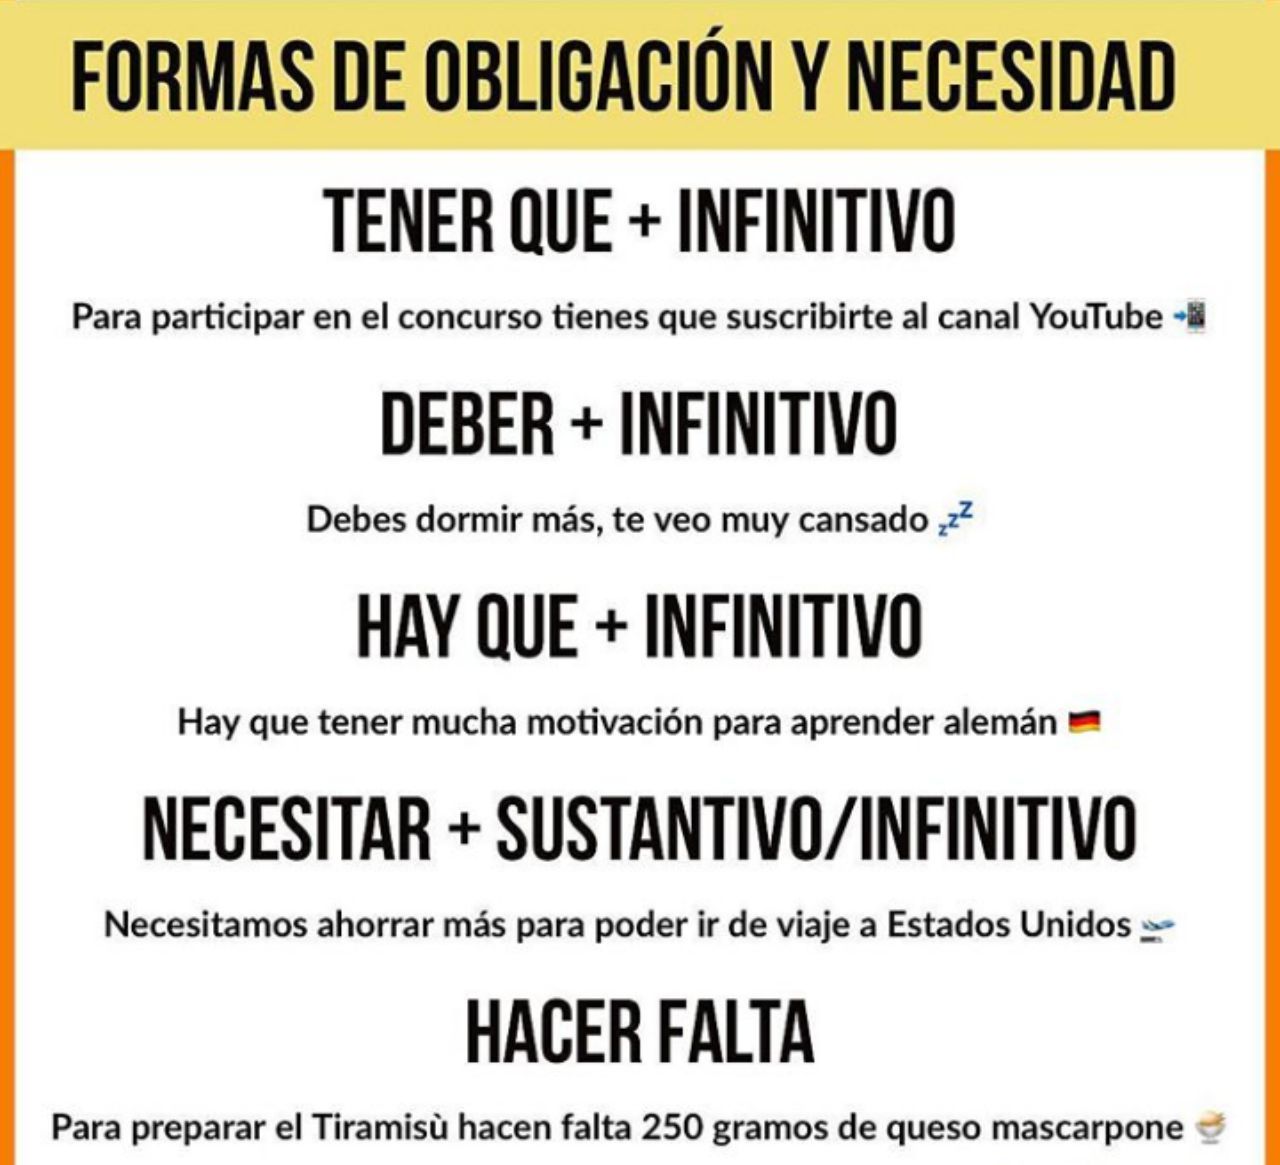 FORMAS DE OBLIGACIÓN Y NECESIDAD
TENER QUE + INFINITIVO
Para participar en el concurso tienes que suscribirte al canal YouTube 📲
DEBER + INFINITIVO
Debes dormir más, te veo muy cansado 💤
HAY QUE + INFINITIVO
Hay que tener mucha motivación para aprender alemán 🇩🇪
NECESITAR + SUSTANTIVO/INFINITIVO
Necesitamos ahorrar más para poder ir de viaje a Estados Unidos 🛫
HACER FALTA
Para preparar el Tiramisù hacen falta 250 gramos de queso mascarpone 🍚